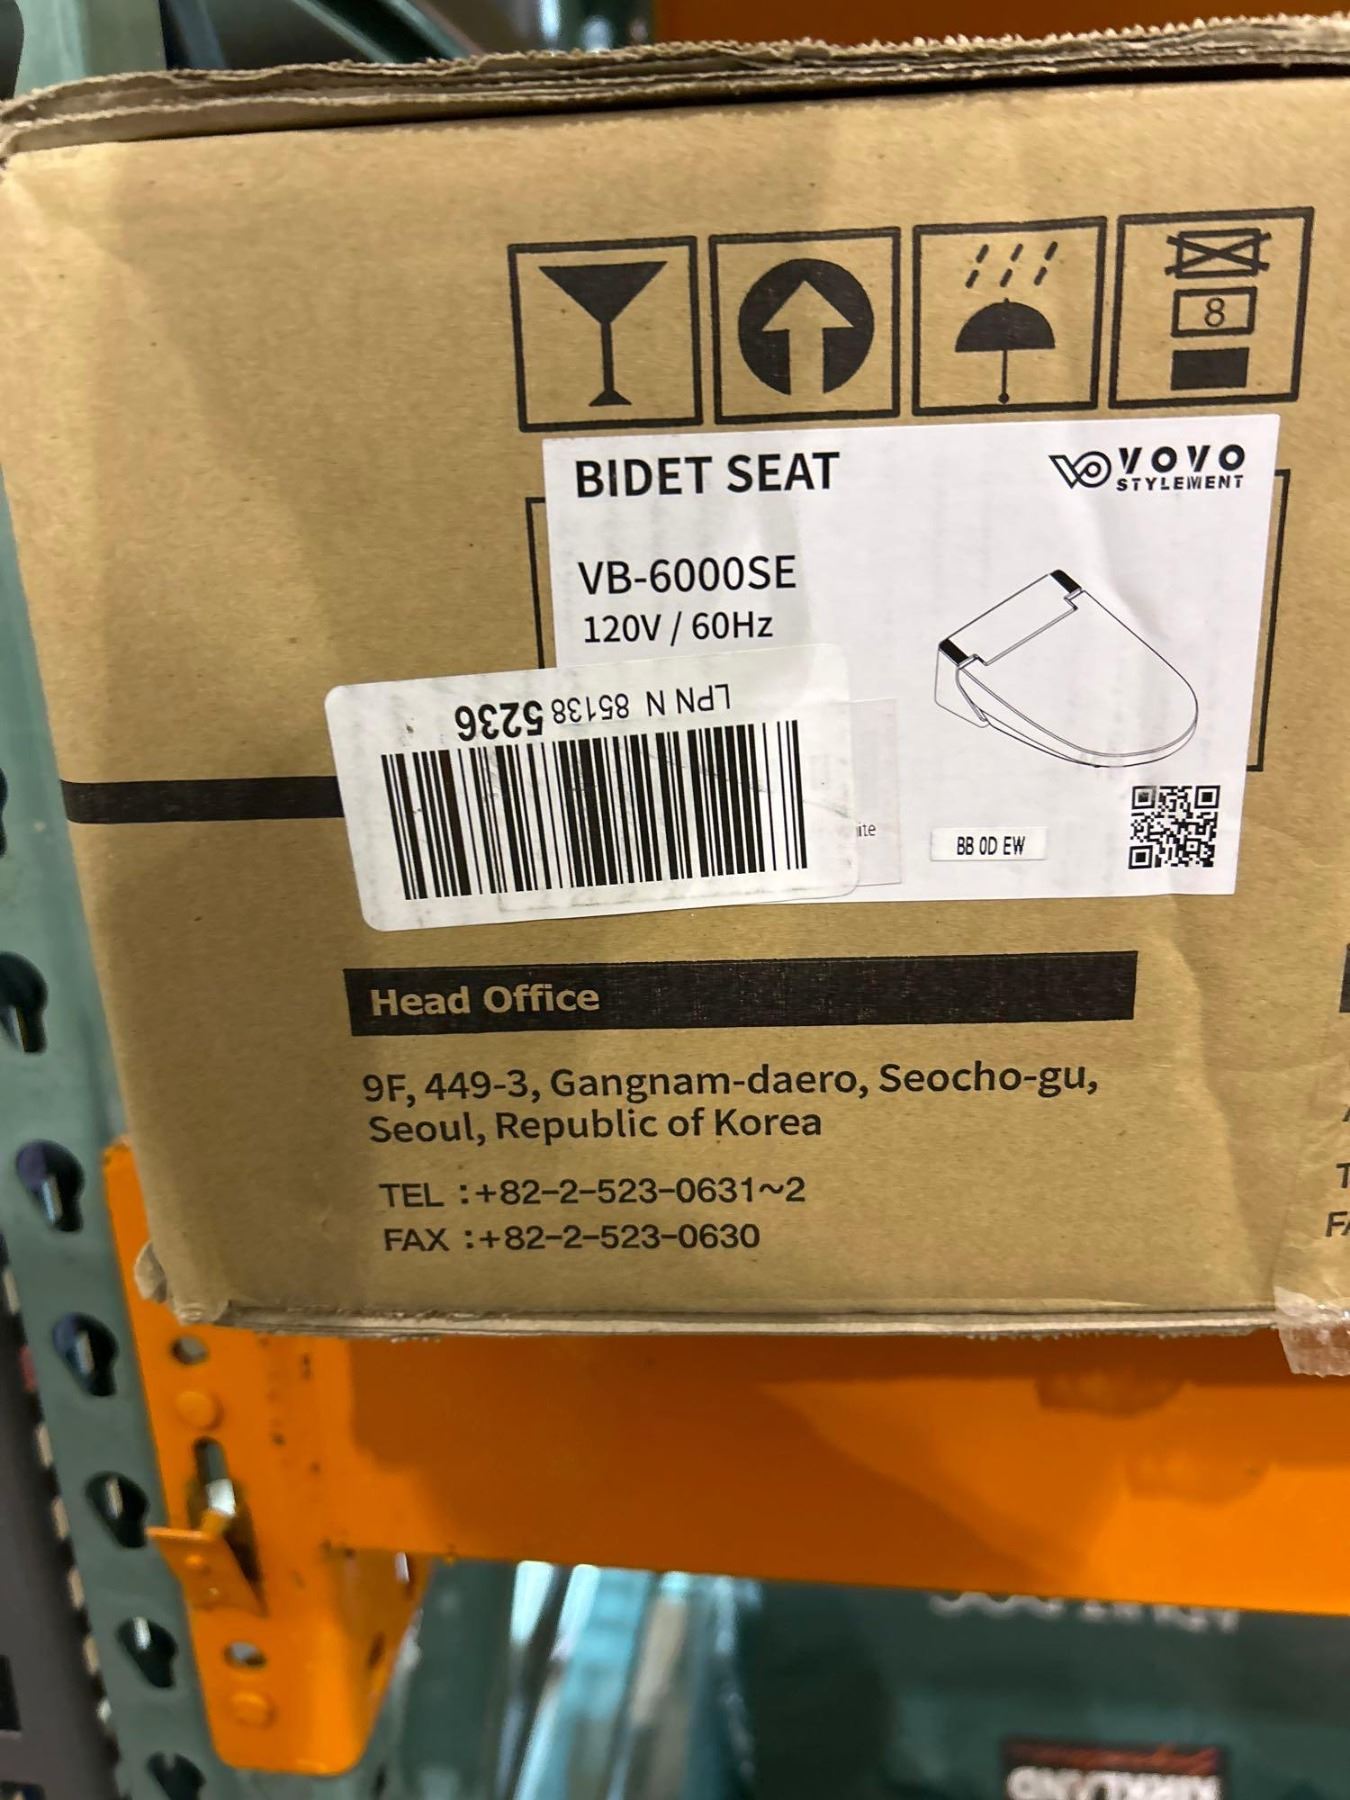 8
BIDET SEAT
VOVO
STYLEMENT
VB-6000SE
120V / 60Hz
LPN N 85138 5236
BB 0D EW
Head Office
9F, 449-3, Gangnam-daero, Seocho-gu,
Seoul, Republic of Korea
TEL :+82-2-523-0631~2
FAX :+82-2-523-0630